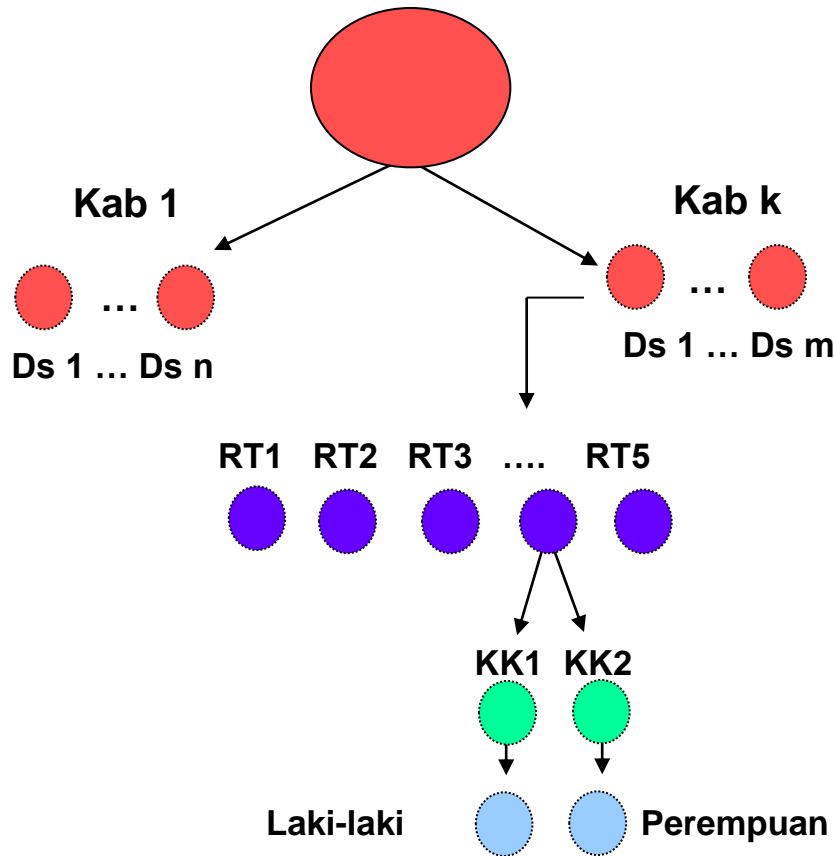 Kab 1
Kab k
… 
…
Ds 1 … Ds n
Ds 1 … Ds m
RT1 RT2 RT3 …. RT5
KK1 KK2
Laki-laki
Perempuan